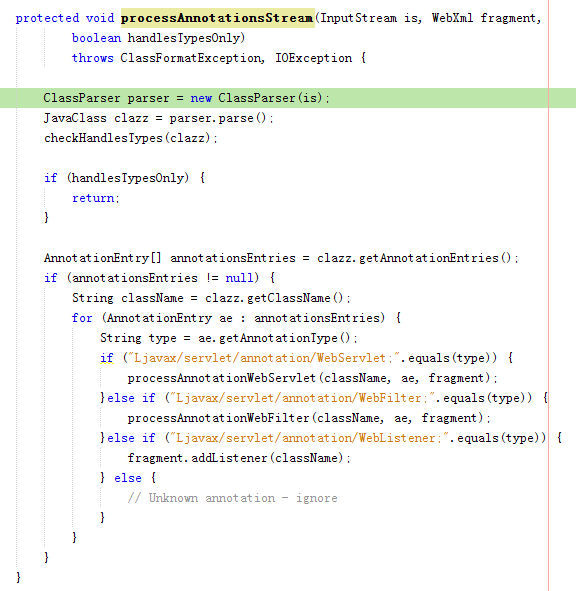 protected void processAnnotationsStream(InputStream is, WebXml fragment,
boolean handlesTypesOnly)
throws ClassFormatException, IOException {
ClassParser parser = new ClassParser(is);
JavaClass clazz = parser.parse();
checkHandlesTypes(clazz);
if (handlesTypesOnly) {
return;
}
AnnotationEntry[] annotationsEntries = clazz.getAnnotationEntries();
if (annotationsEntries != null) {
String className = clazz.getClassName();
for (AnnotationEntry ae : annotationsEntries) {
String type = ae.getAnnotationType();
if ("Ljavax/servlet/annotation/WebServlet;".equals(type)) {
processAnnotationWebServlet(className, ae, fragment);
}else if ("Ljavax/servlet/annotation/WebFilter;".equals(type)) {
processAnnotationWebFilter(className, ae, fragment);
}else if ("Ljavax/servlet/annotation/WebListener;".equals(type)) {
fragment.addListener(className);
} else {
// Unknown annotation - ignore
}
}
}
}